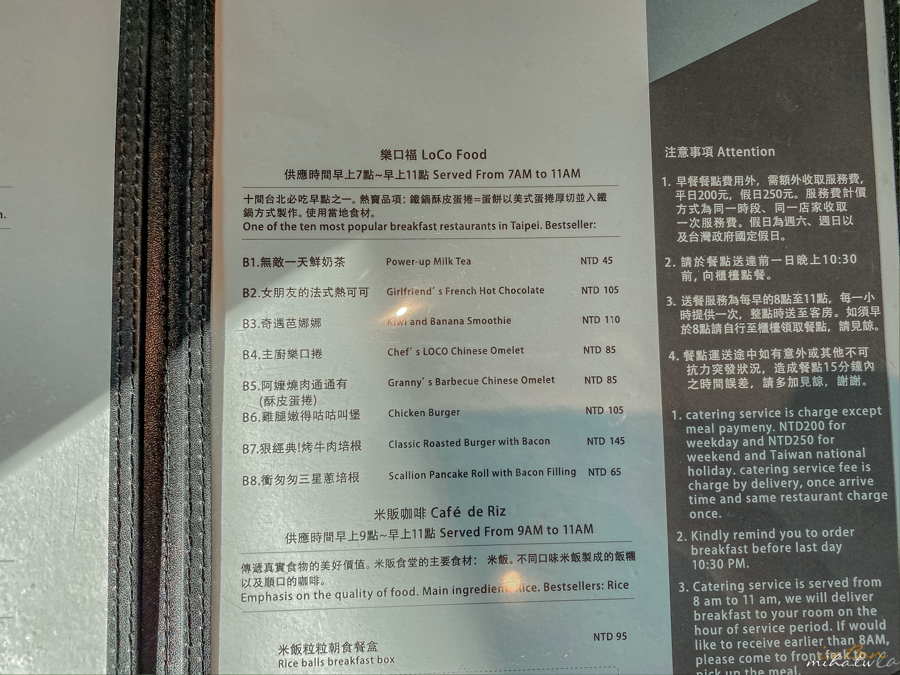 n.
樂口福 LoCo Food
供應時間早上7點~早上11點 Served From 7AM to 11AM
十間台北必吃早點之一。熱賣品項：鐵鍋酥皮蛋捲=蛋餅以美式蛋捲厚切並入鐵
鍋方式製作。使用當地食材。
One of the ten most popular breakfast restaurants in Taipei. Bestseller:
B1.無敵一天鮮奶茶 Power-up Milk Tea NTD 45
B2.女朋友的法式熱可可 Girlfriend's French Hot Chocolate NTD 105
B3.奇遇芭娜娜 Kiwi and Banana Smoothie NTD 110
B4.主廚樂口捲 Chef's LOCO Chinese Omelet NTD 85
B5.阿嬤燒肉通通有 Granny's Barbecue Chinese Omelet NTD 85
(酥皮蛋捲)
B6.雞腿嫩得咕咕叫堡 Chicken Burger NTD 105
B7.狠經典!烤牛肉培根 Classic Roasted Burger with Bacon NTD 145
B8.衝匆匆三星蔥培根 Scallion Pancake Roll with Bacon Filling NTD 65
米販咖啡 Café de Riz
供應時間早上9點~早上11點 Served From 9AM to 11AM
傳遞真實食物的美好價值。米販食堂的主要食材： 米飯。不同口味米飯製成的飯糰
以及順口的咖啡。
Emphasis on the quality of food. Main ingredient: Rice. Bestsellers: Rice
米飯粒粒朝食餐盒 NTD 95
Rice balls breakfast box
注意事項 Attention
1. 早餐餐點費用外，需額外收取服務費，
平日200元，假日250元。服務費計價
方式為同一時段、同一店家收取
一次服務費。假日為週六、週日以
及台灣政府國定假日。
2. 請於餐點送達前一日晚上10:30
前，向櫃檯點餐。
3. 送餐服務為每早的8點至11點，每一小
時提供一次，整點時送至客房。如須早
於8點請自行至櫃檯領取餐點，請見諒。
4. 餐點運送途中如有意外或其他不可
抗力突發狀況，造成餐點15分鐘內
之時間誤差，請多加見諒，謝謝。
1. catering service is charge except
meal paymeny. NTD200 for
weekday and NTD250 for
weekend and Taiwan national
holiday. catering service fee is
charge by delivery, once arrive
time and same restaurant charge
once.
2. Kindly remind you to order
breakfast before last day
10:30 PM.
3. Catering service is served from
8 am to 11 am, we will deliver
breakfast to your room on the
hour of service period. If would
like to receive earlier than 8AM,
please come to front desk to
pick up the meal.